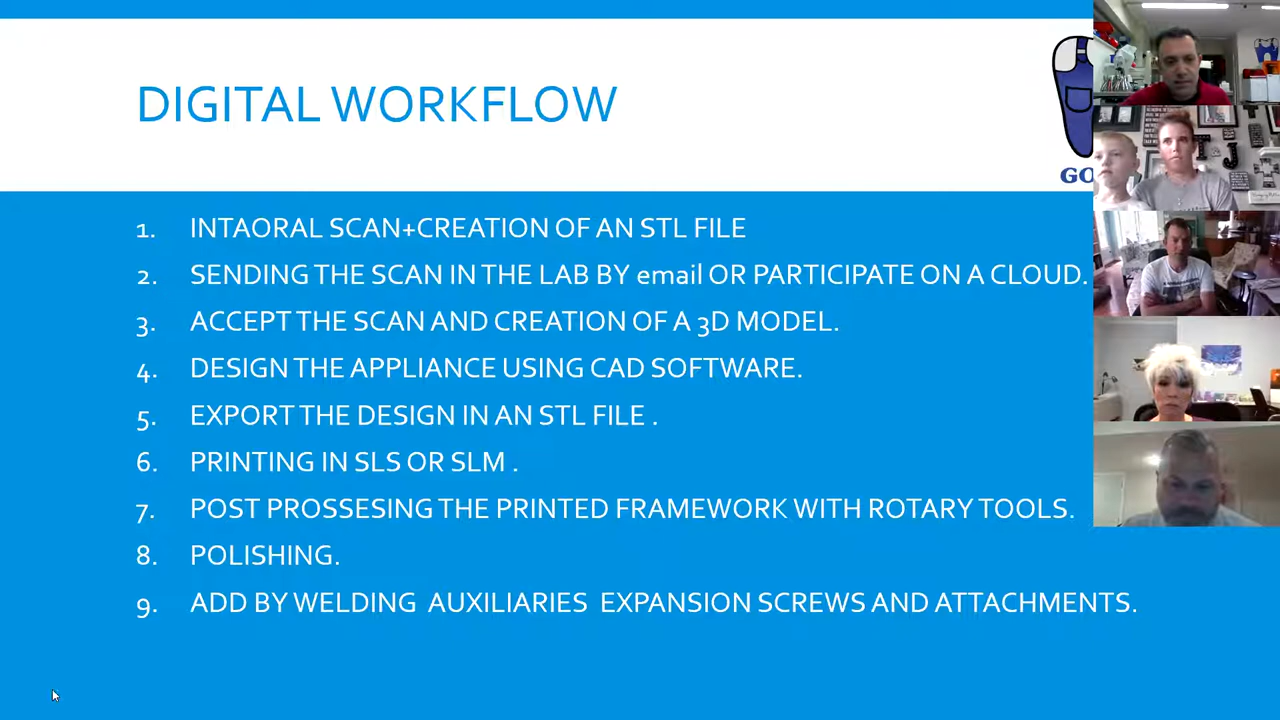 DIGITAL WORKFLOW
GO
1. INTAORAL SCAN+CREATION OF AN STL FILE
2. SENDING THE SCAN IN THE LAB BY email OR PARTICIPATE ON A CLOUD.
3. ACCEPT THE SCAN AND CREATION OF A 3D MODEL.
4. DESIGN THE APPLIANCE USING CAD SOFTWARE.
5. EXPORT THE DESIGN IN AN STL FILE .
6. PRINTING IN SLS OR SLM .
7. POST PROSSESING THE PRINTED FRAMEWORK WITH ROTARY TOOLS.
8. POLISHING.
9. ADD BY WELDING AUXILIARIES EXPANSION SCREWS AND ATTACHMENTS.